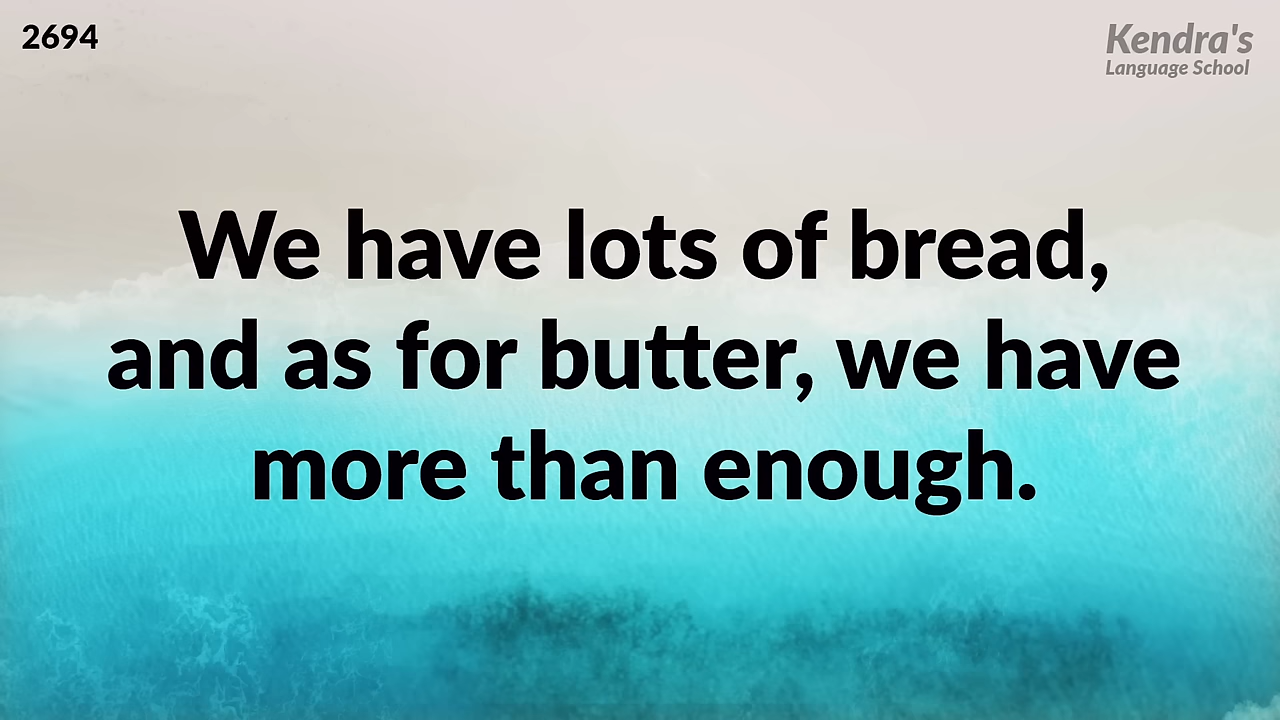 2694
Kendra's
Language School
We have lots of bread,
and as for butter, we have
more than enough.